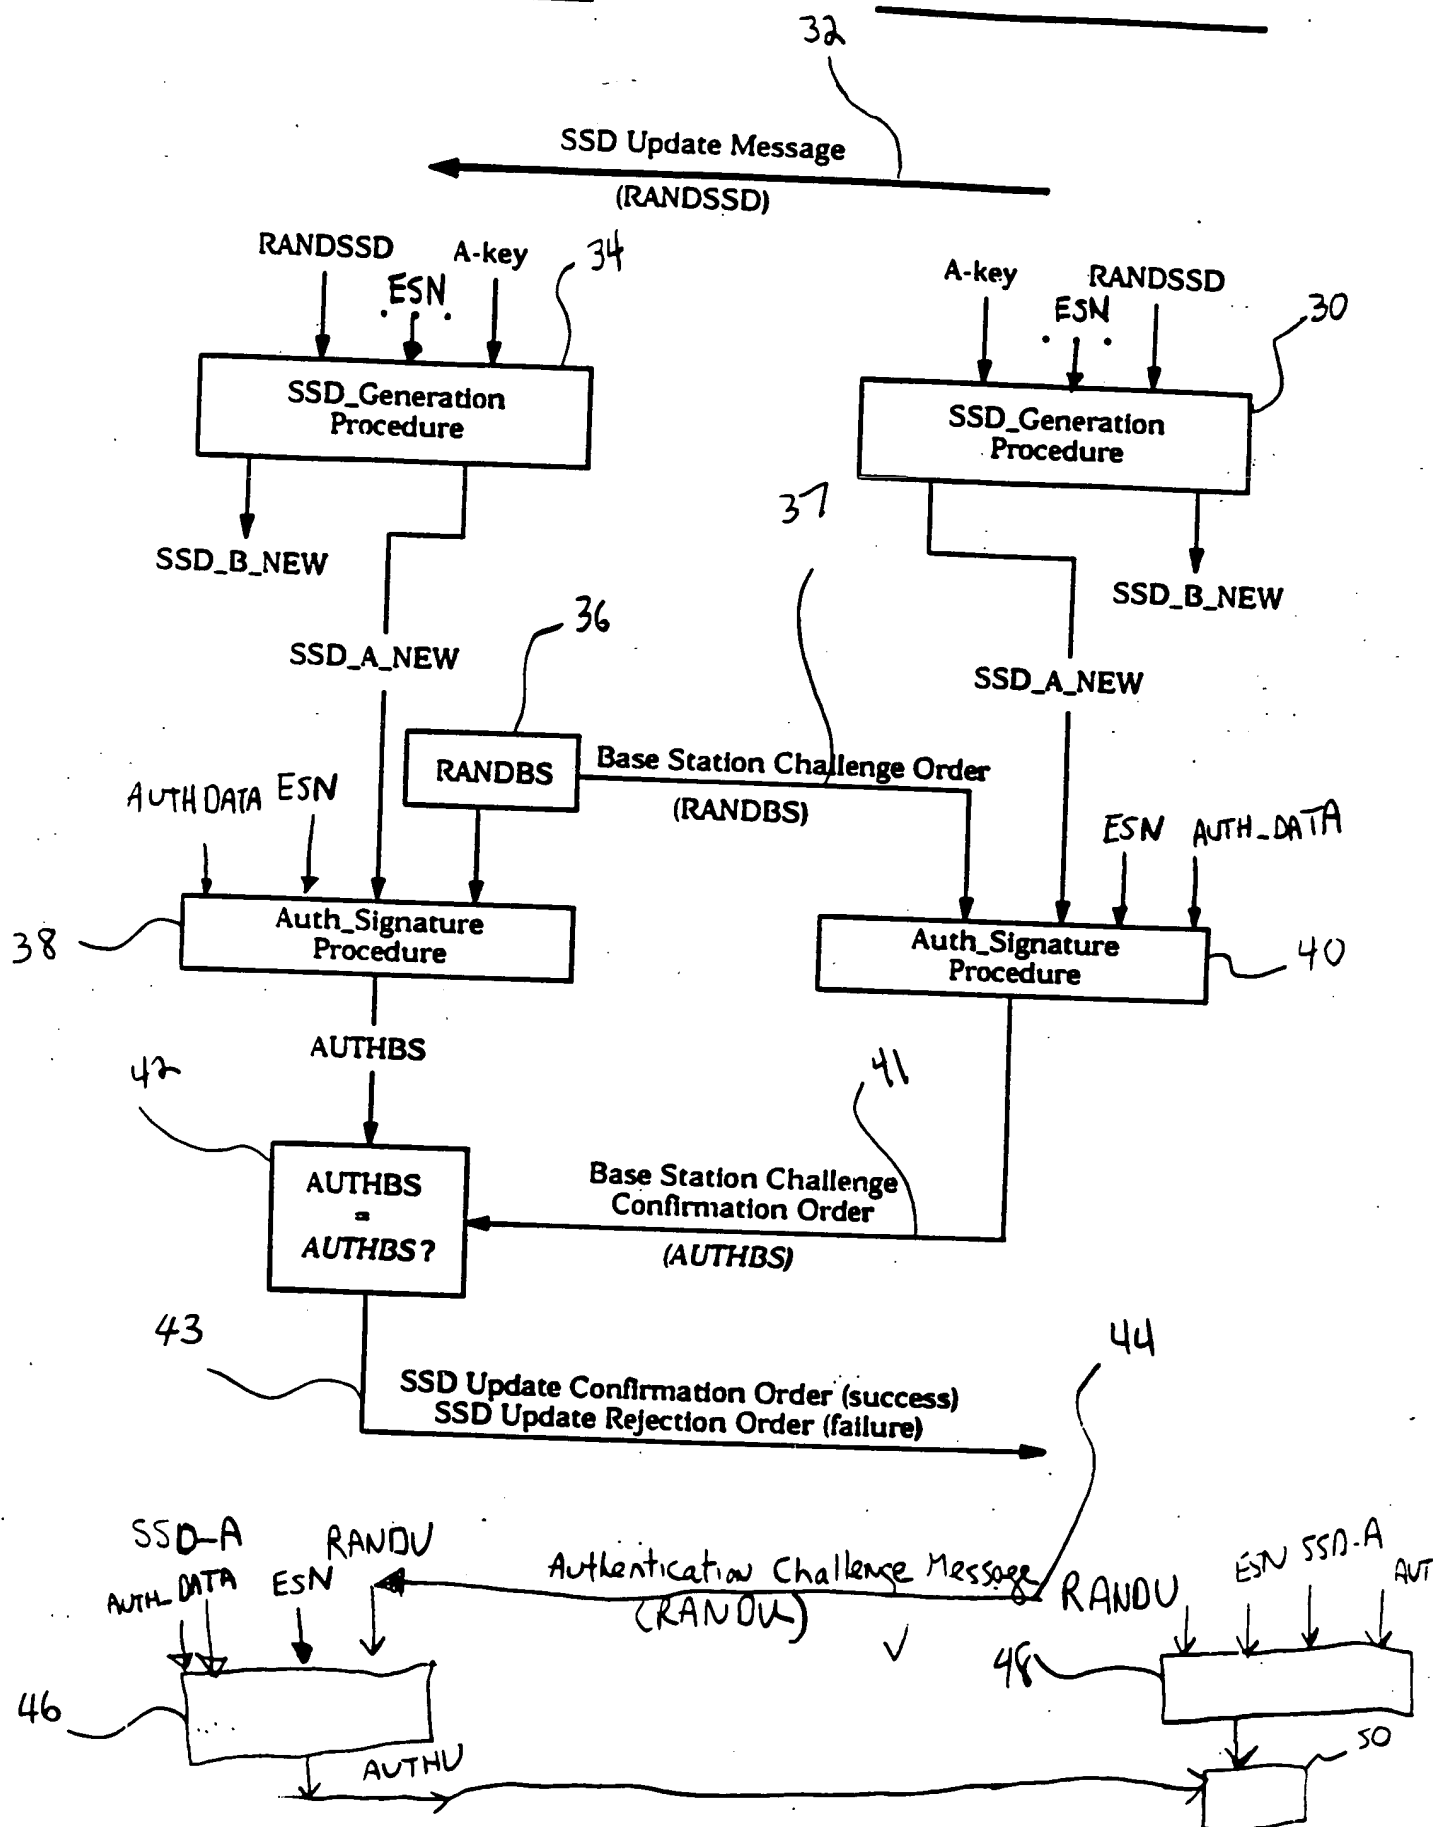 32
SSD Update Message
(RANDSSD)
RANDSSD
A-key
34
ESN
A-key
RANDSSD
ESN
30
SSD_Generation
Procedure
SSD_Generation
Procedure
37
SSD_B_NEW
SSD_B_NEW
36
SSD_A_NEW
SSD_A_NEW
RANDBS
Base Station Challenge Order
(RANDBS)
AUTHDATA
ESN
ESN
AUTH_DATA
38
Auth_Signature
Procedure
Auth_Signature
Procedure
40
AUTHBS
42
41
AUTHBS
=
AUTHBS?
Base Station Challenge
Confirmation Order
(AUTHBS)
43
44
SSD Update Confirmation Order (success)
SSD Update Rejection Order (failure)
SSD-A
RANDU
AUTH_DATA
ESN
Authentication Challenge Message
(RANDU)
RANDU
ESN
SSD-A
AUT
46
48
AUTHU
50